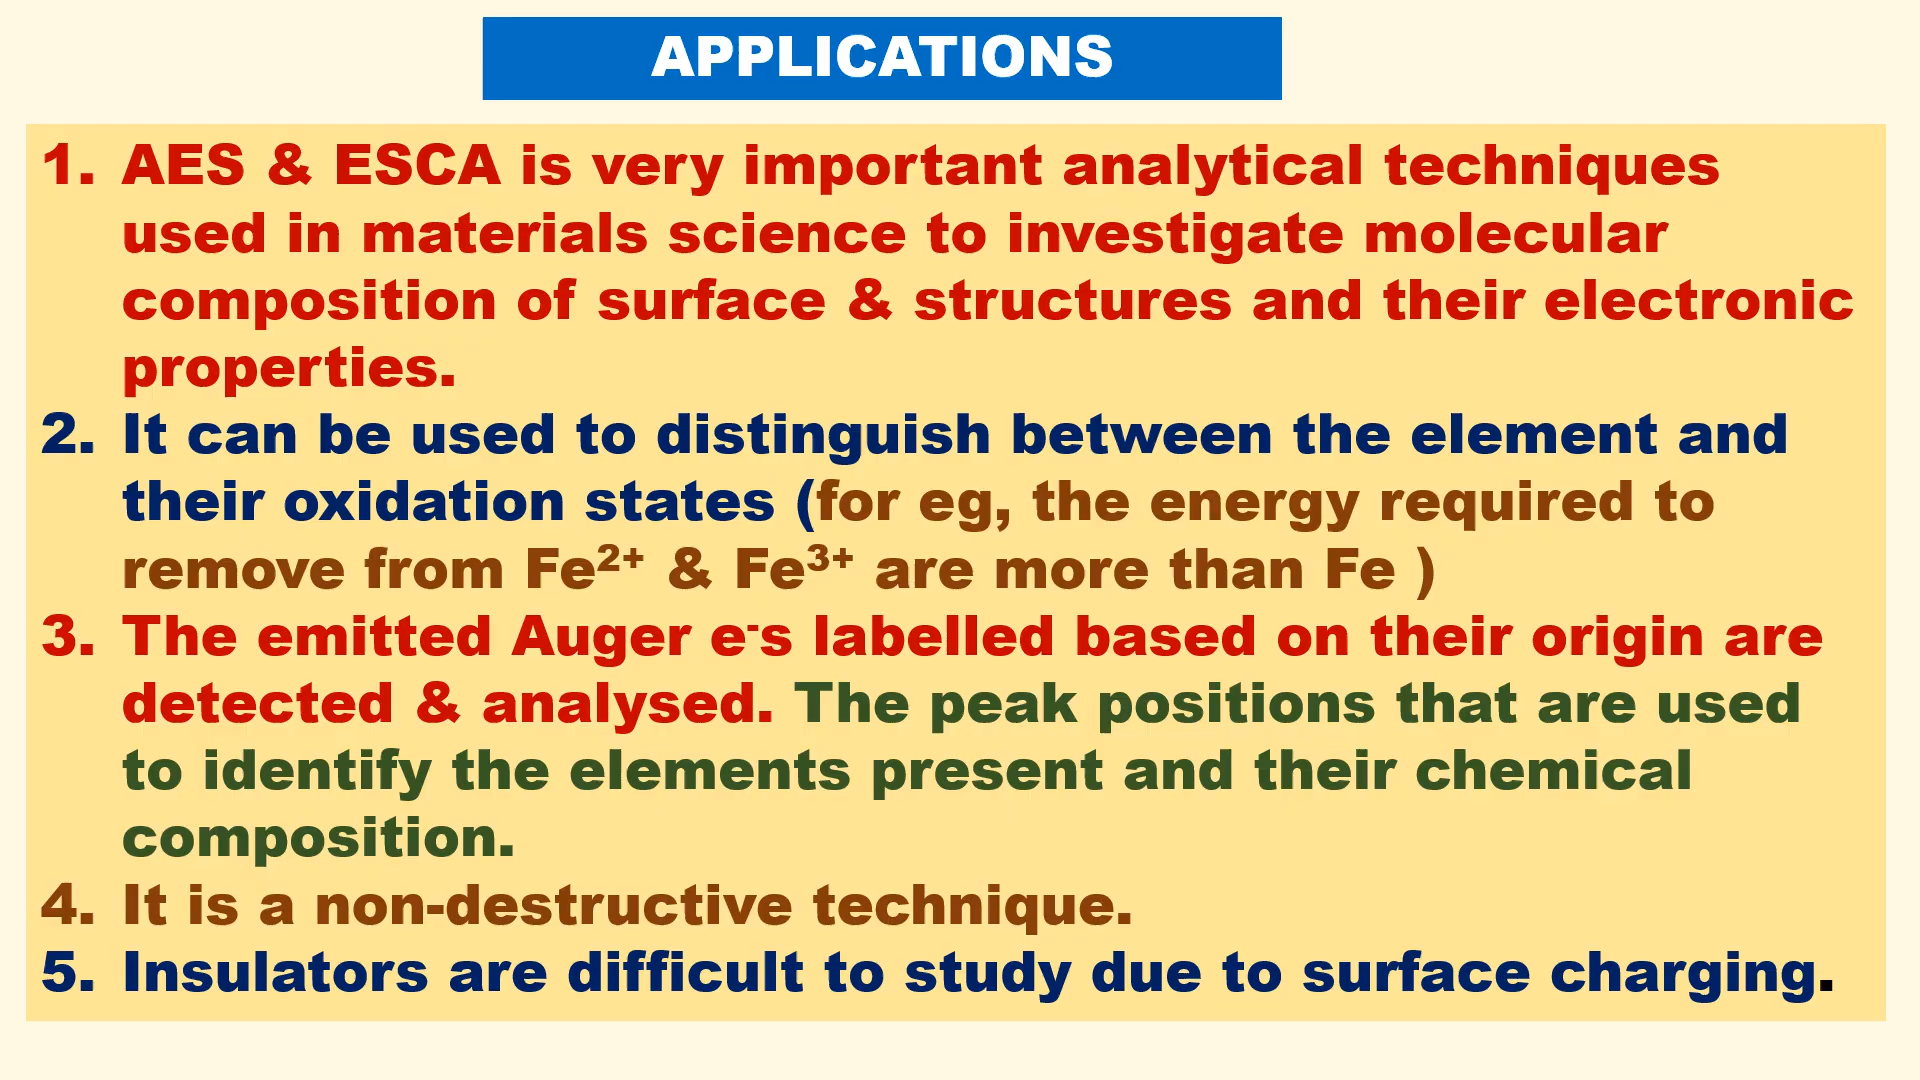 APPLICATIONS
1. AES & ESCA is very important analytical techniques
used in materials science to investigate molecular
composition of surface & structures and their electronic
properties.
2. It can be used to distinguish between the element and
their oxidation states (for eg, the energy required to
remove from Fe²⁺ & Fe³⁺ are more than Fe )
3. The emitted Auger e⁻s labelled based on their origin are
detected & analysed. The peak positions that are used
to identify the elements present and their chemical
composition.
4. It is a non-destructive technique.
5. Insulators are difficult to study due to surface charging.